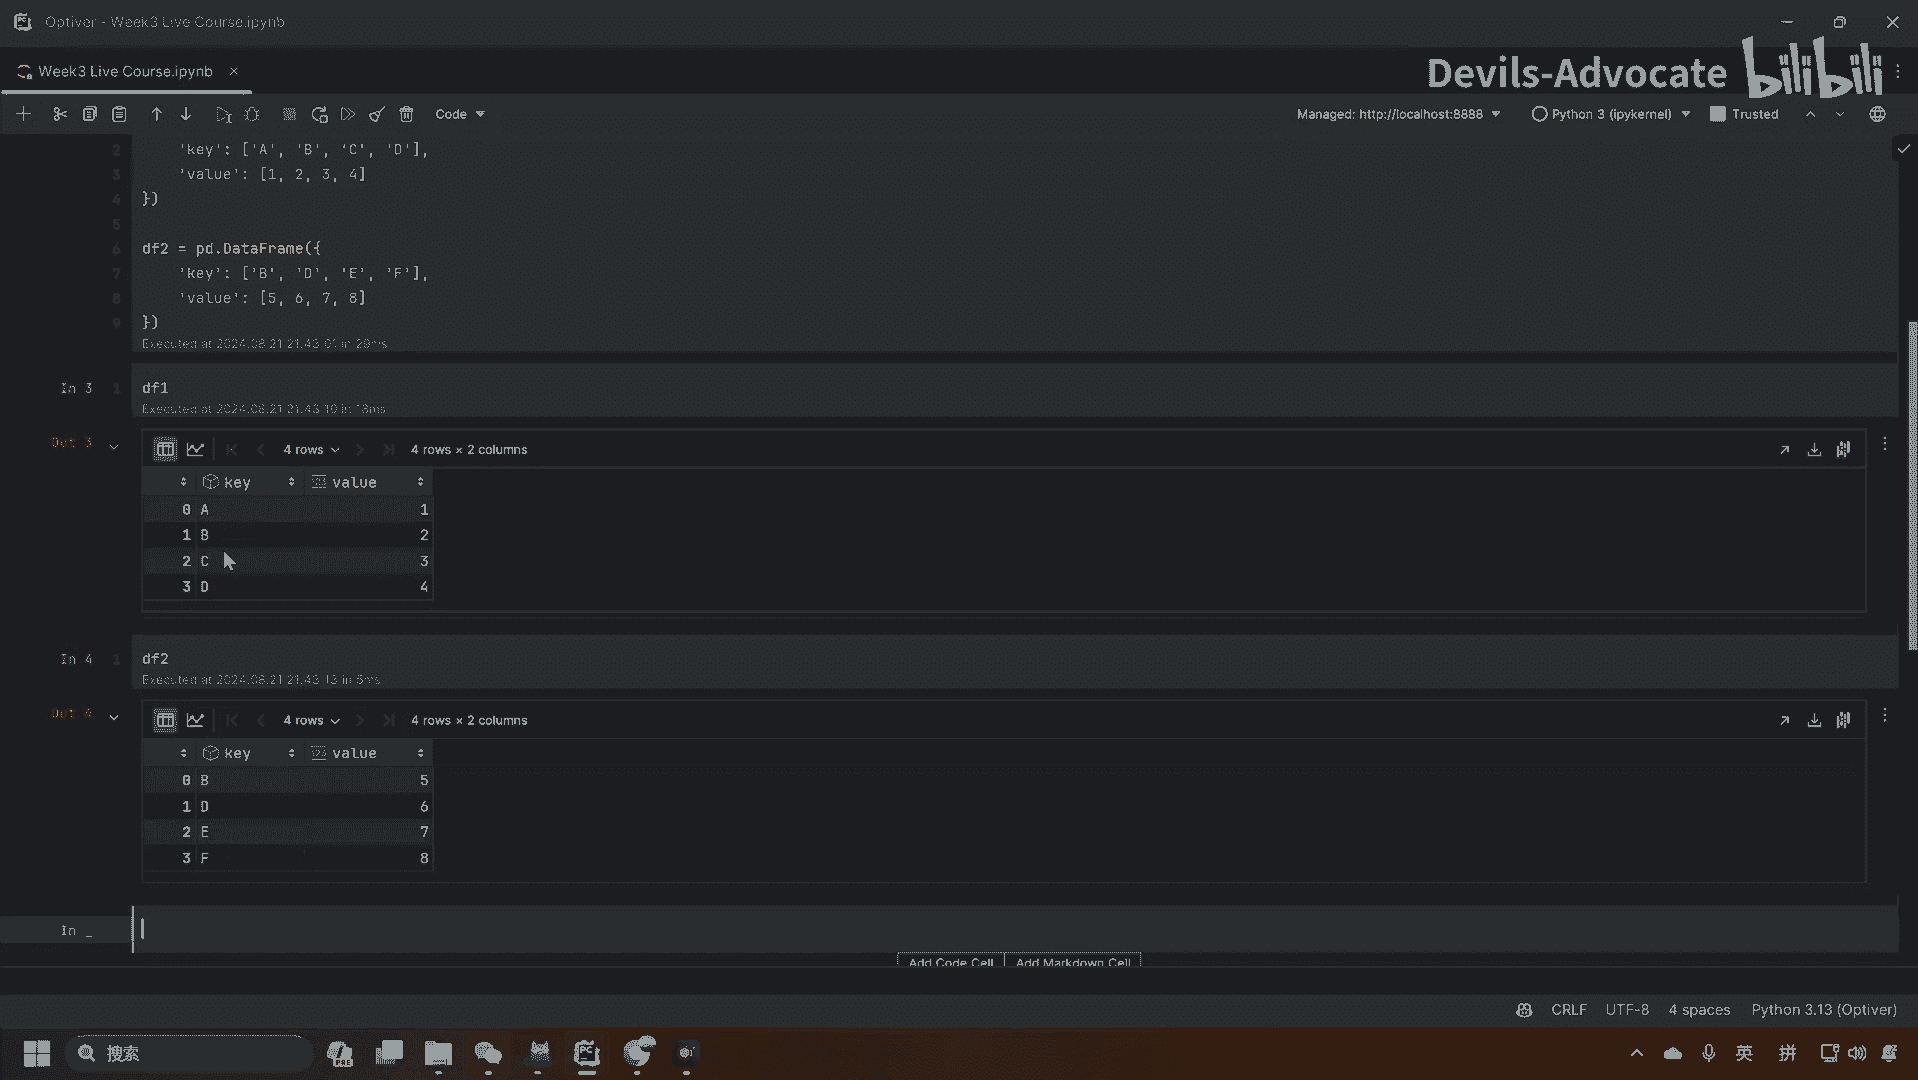 Optiver - Week3 Live Course.ipynb
Week3 Live Course.ipynb
Devils-Advocate bilibili
Code
Managed: http://localhost:8888
Python 3 (ipykernel)
Trusted
2 'key': ['A', 'B', 'C', 'D'],
3 'value': [1, 2, 3, 4]
4 })
5
6 df2 = pd.DataFrame({
7 'key': ['B', 'D', 'E', 'F'],
8 'value': [5, 6, 7, 8]
9 })
Executed at 2024.08.21 21:43:01 in 29ms
In 3 1 df1
Executed at 2024.08.21 21:43:10 in 13ms
Out 3
4 rows 4 rows × 2 columns
key value
0 A 1
1 B 2
2 C 3
3 D 4
In 4 1 df2
Executed at 2024.08.21 21:43:13 in 5ms
Out 4
4 rows 4 rows × 2 columns
key value
0 B 5
1 D 6
2 E 7
3 F 8
In _
Add Code Cell Add Markdown Cell
CRLF UTF-8 4 spaces Python 3.13 (Optiver)
搜索
PRE
PC
英 拼